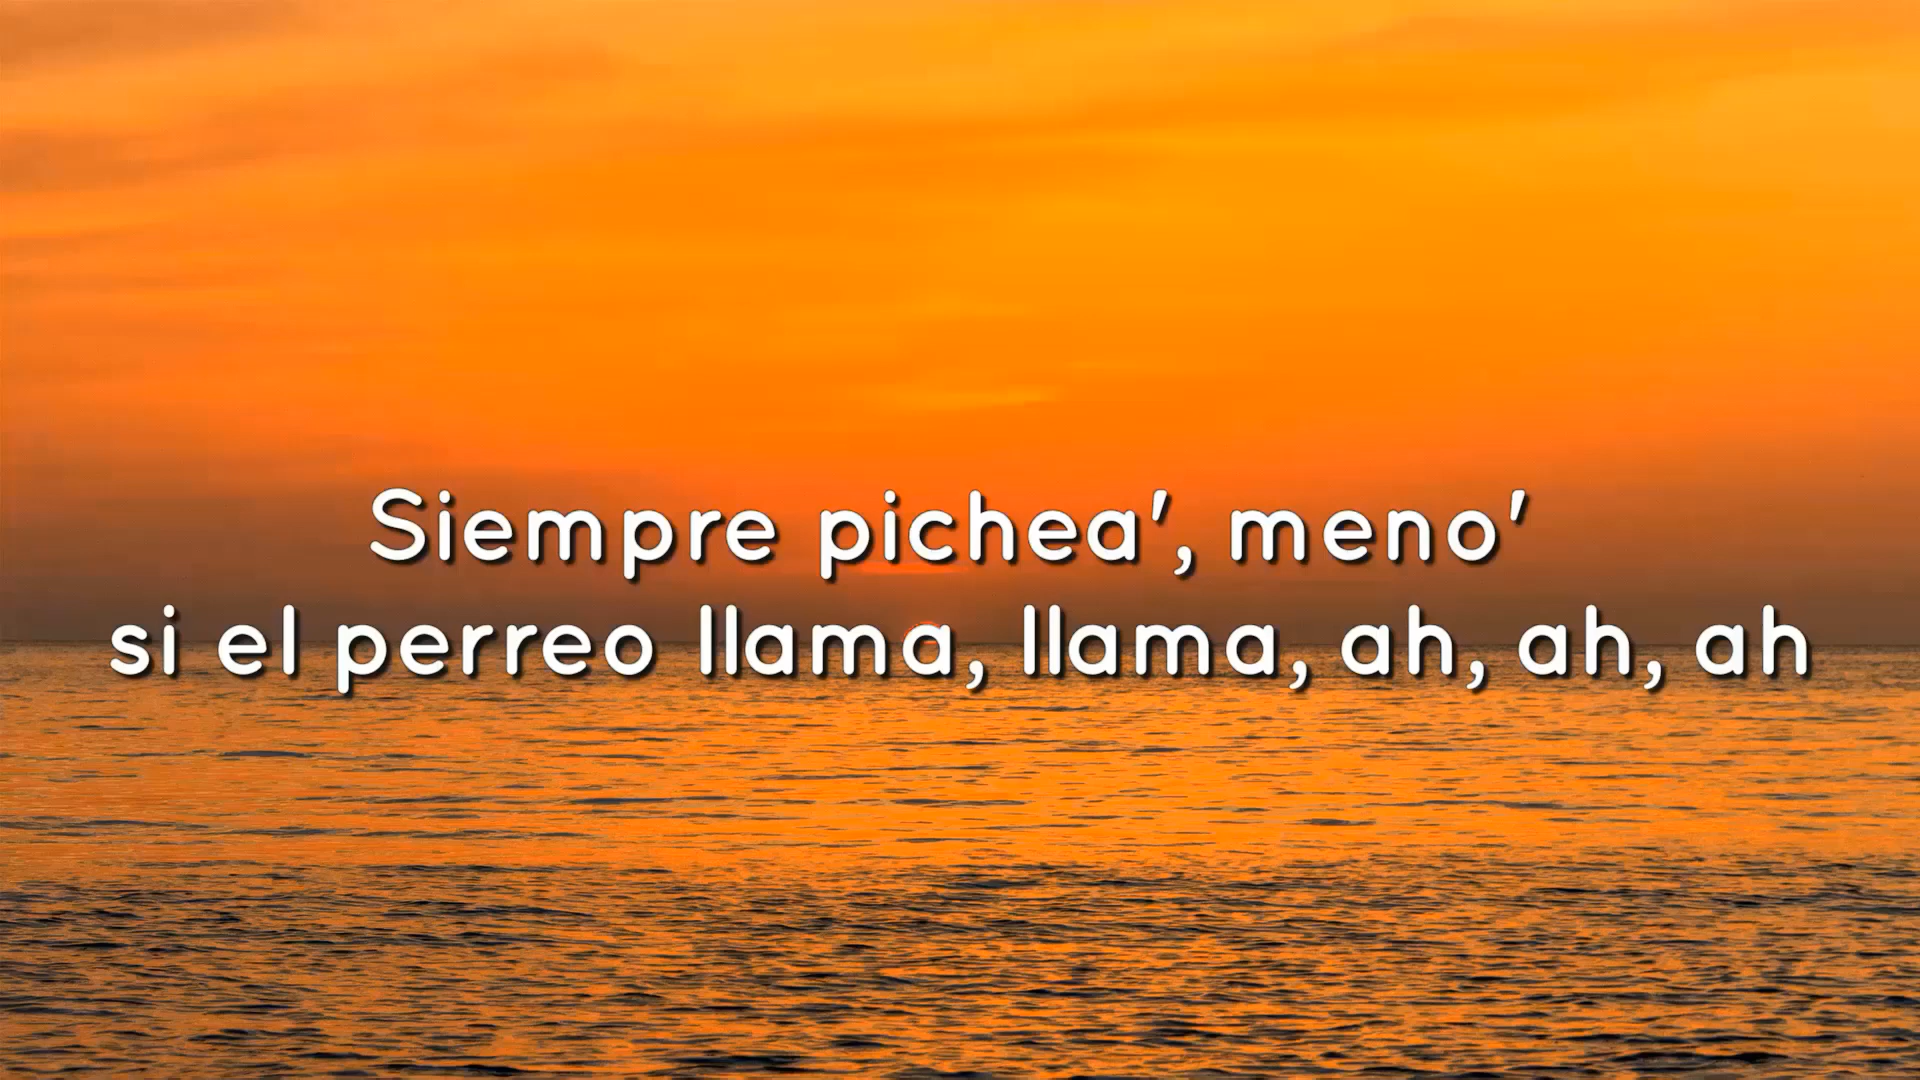 Siempre pichea', meno'
si el perreo llama, llama, ah, ah, ah